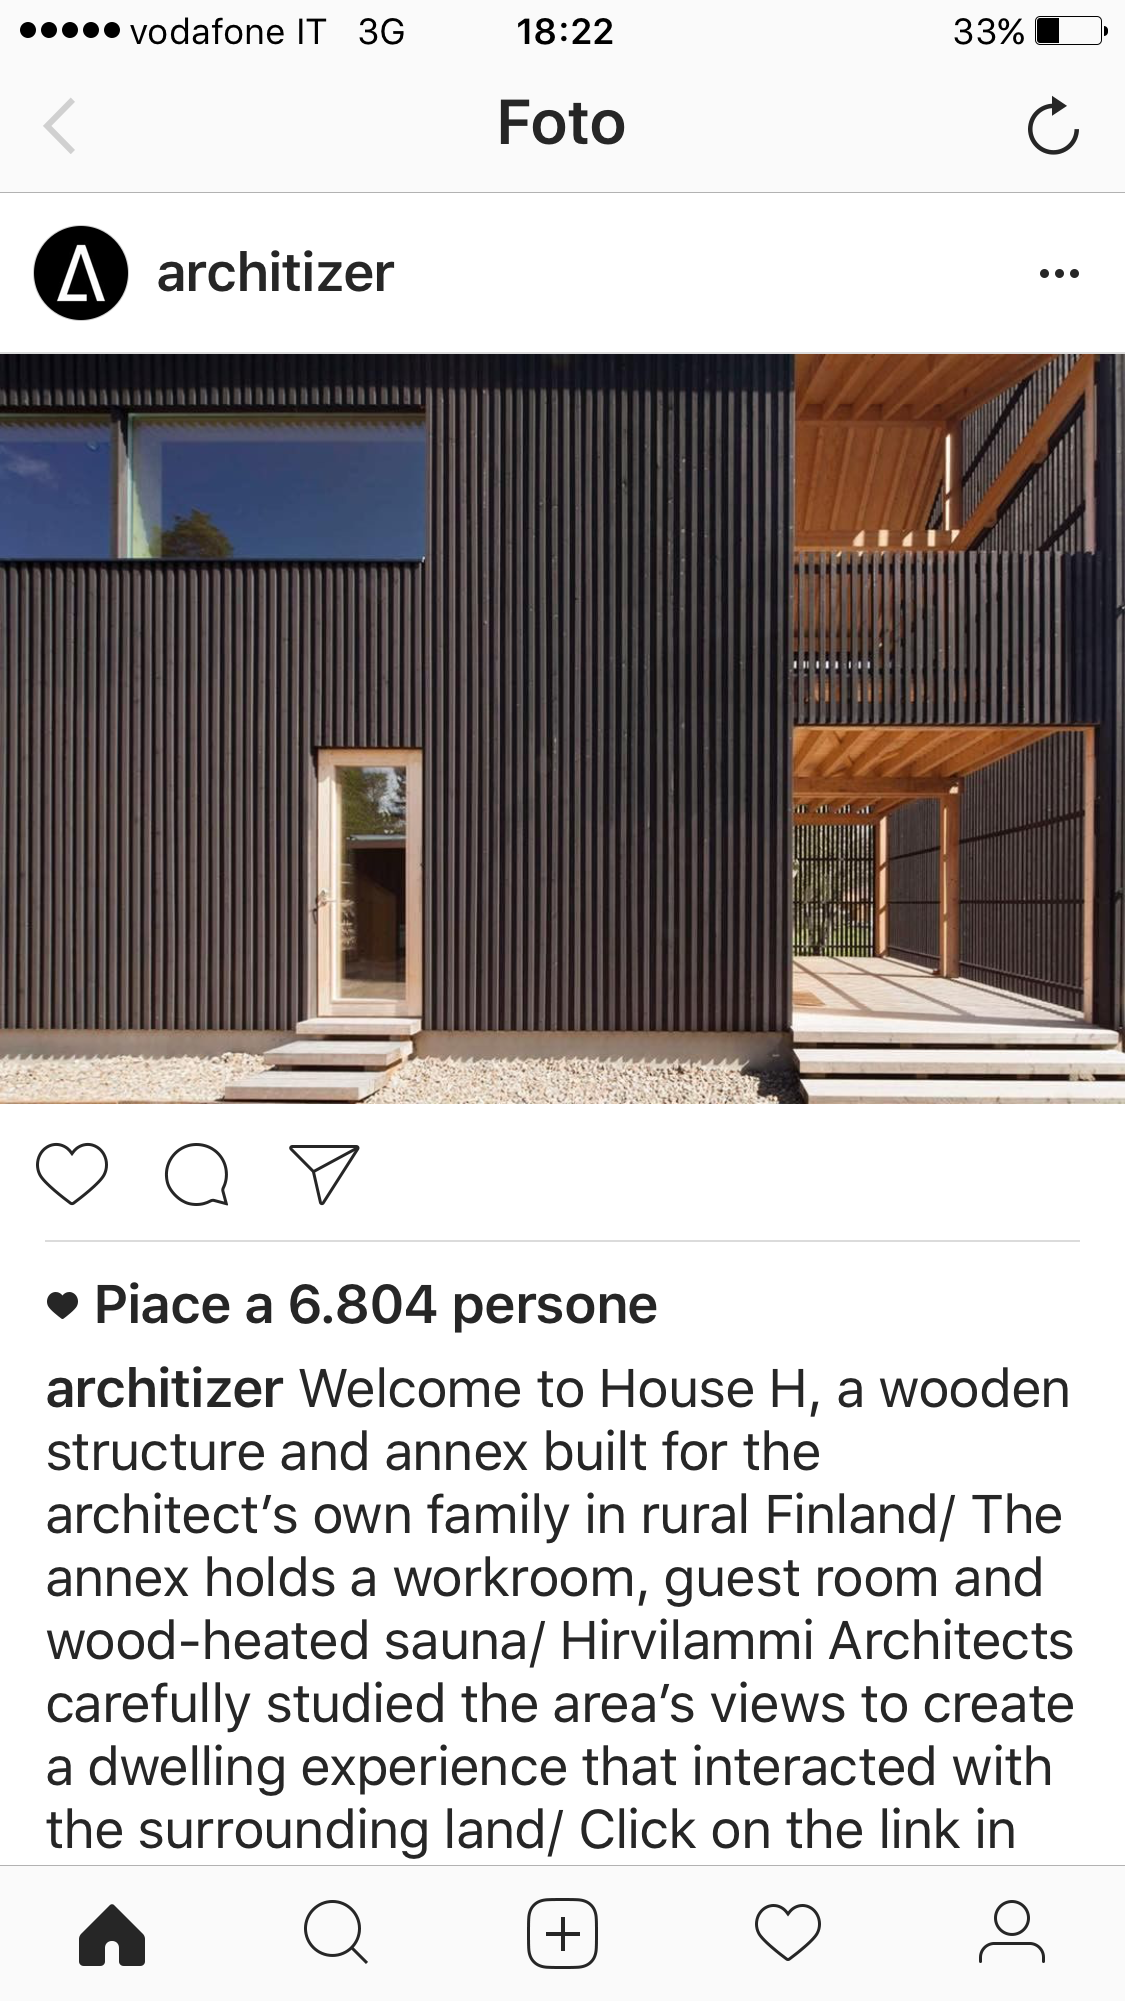 vodafone IT 3G 18:22 33%
Foto
architizer
Piace a 6.804 persone
architizer Welcome to House H, a wooden
structure and annex built for the
architect’s own family in rural Finland/ The
annex holds a workroom, guest room and
wood-heated sauna/ Hirvilammi Architects
carefully studied the area’s views to create
a dwelling experience that interacted with
the surrounding land/ Click on the link in